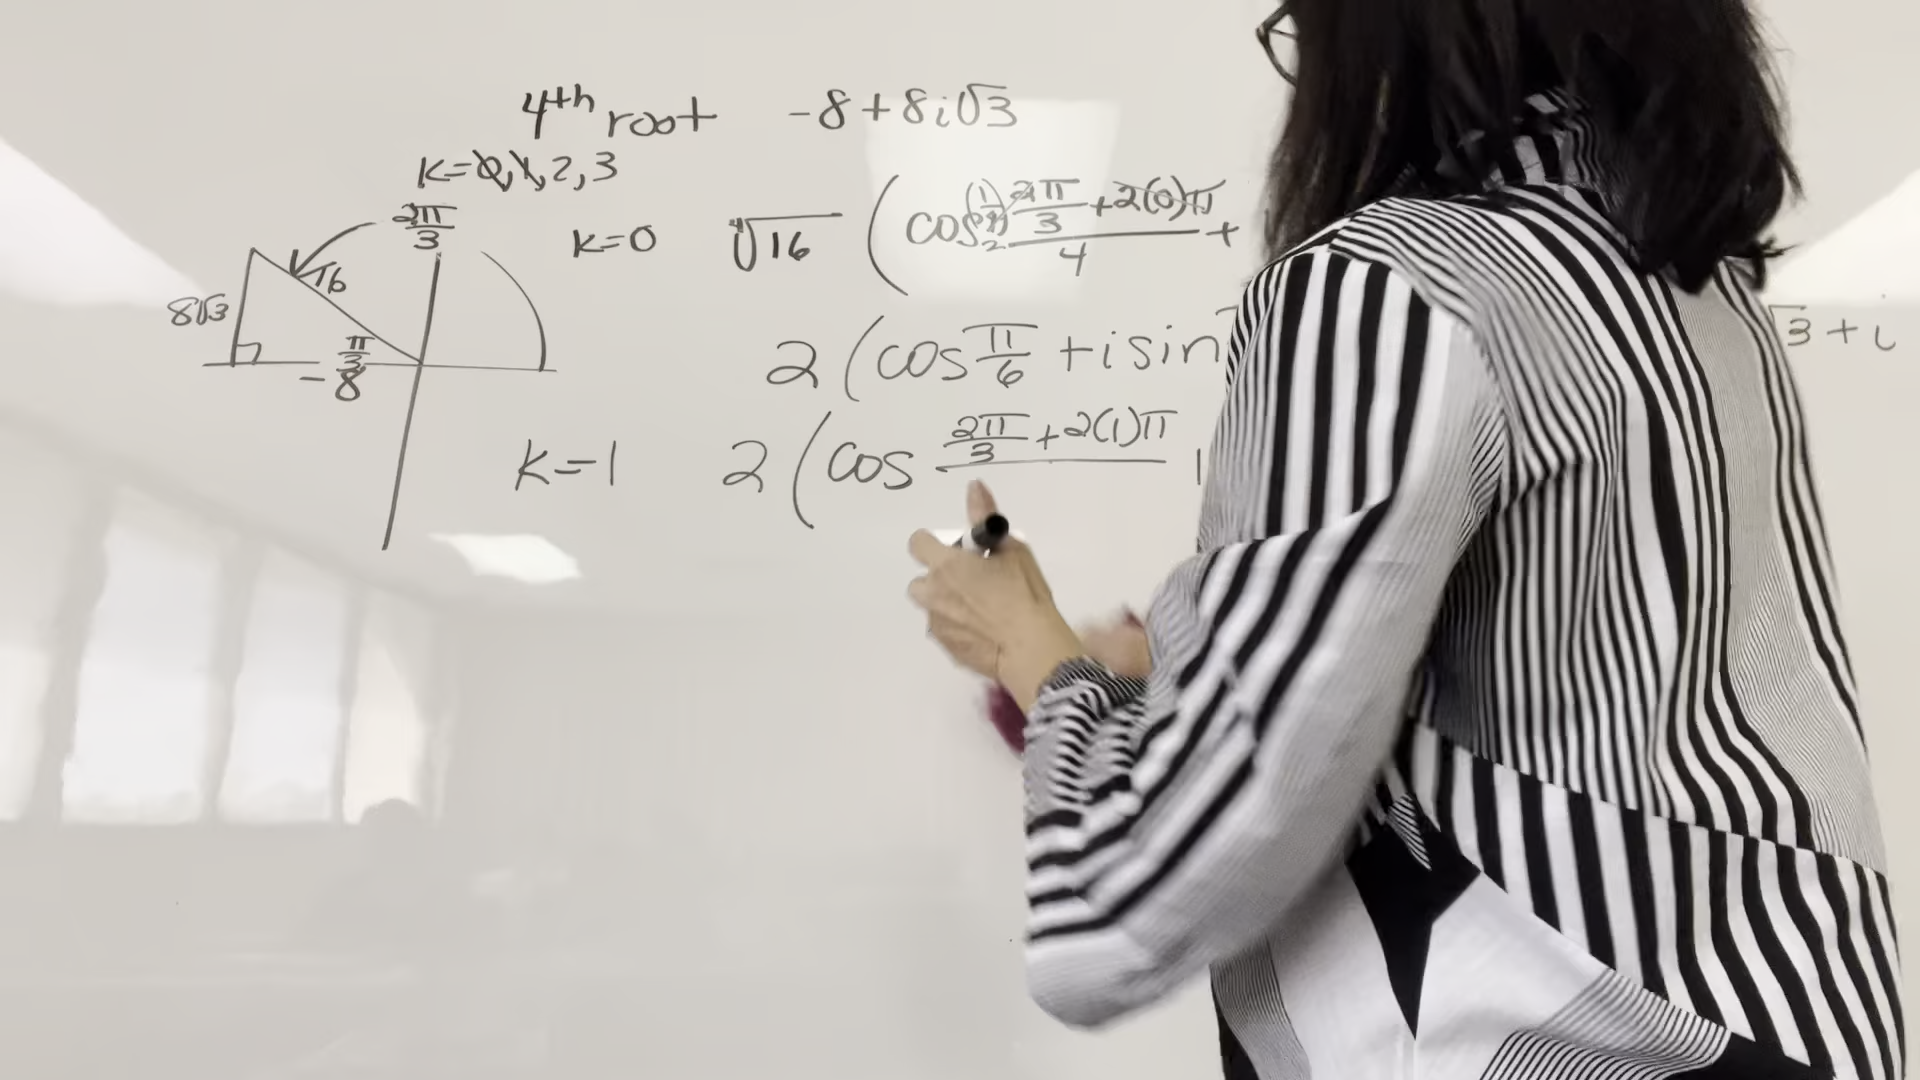 4th root -8 + 8i√3
k=0,1,2,3
2π/3
k=0 ∜16 (cos (2π/3 + 2(0)π)/4 +
16
8√3
π/3
-8
2 (cos π/6 + i sin
√3 + i
k=1 2 (cos (2π/3 + 2(1)π)/